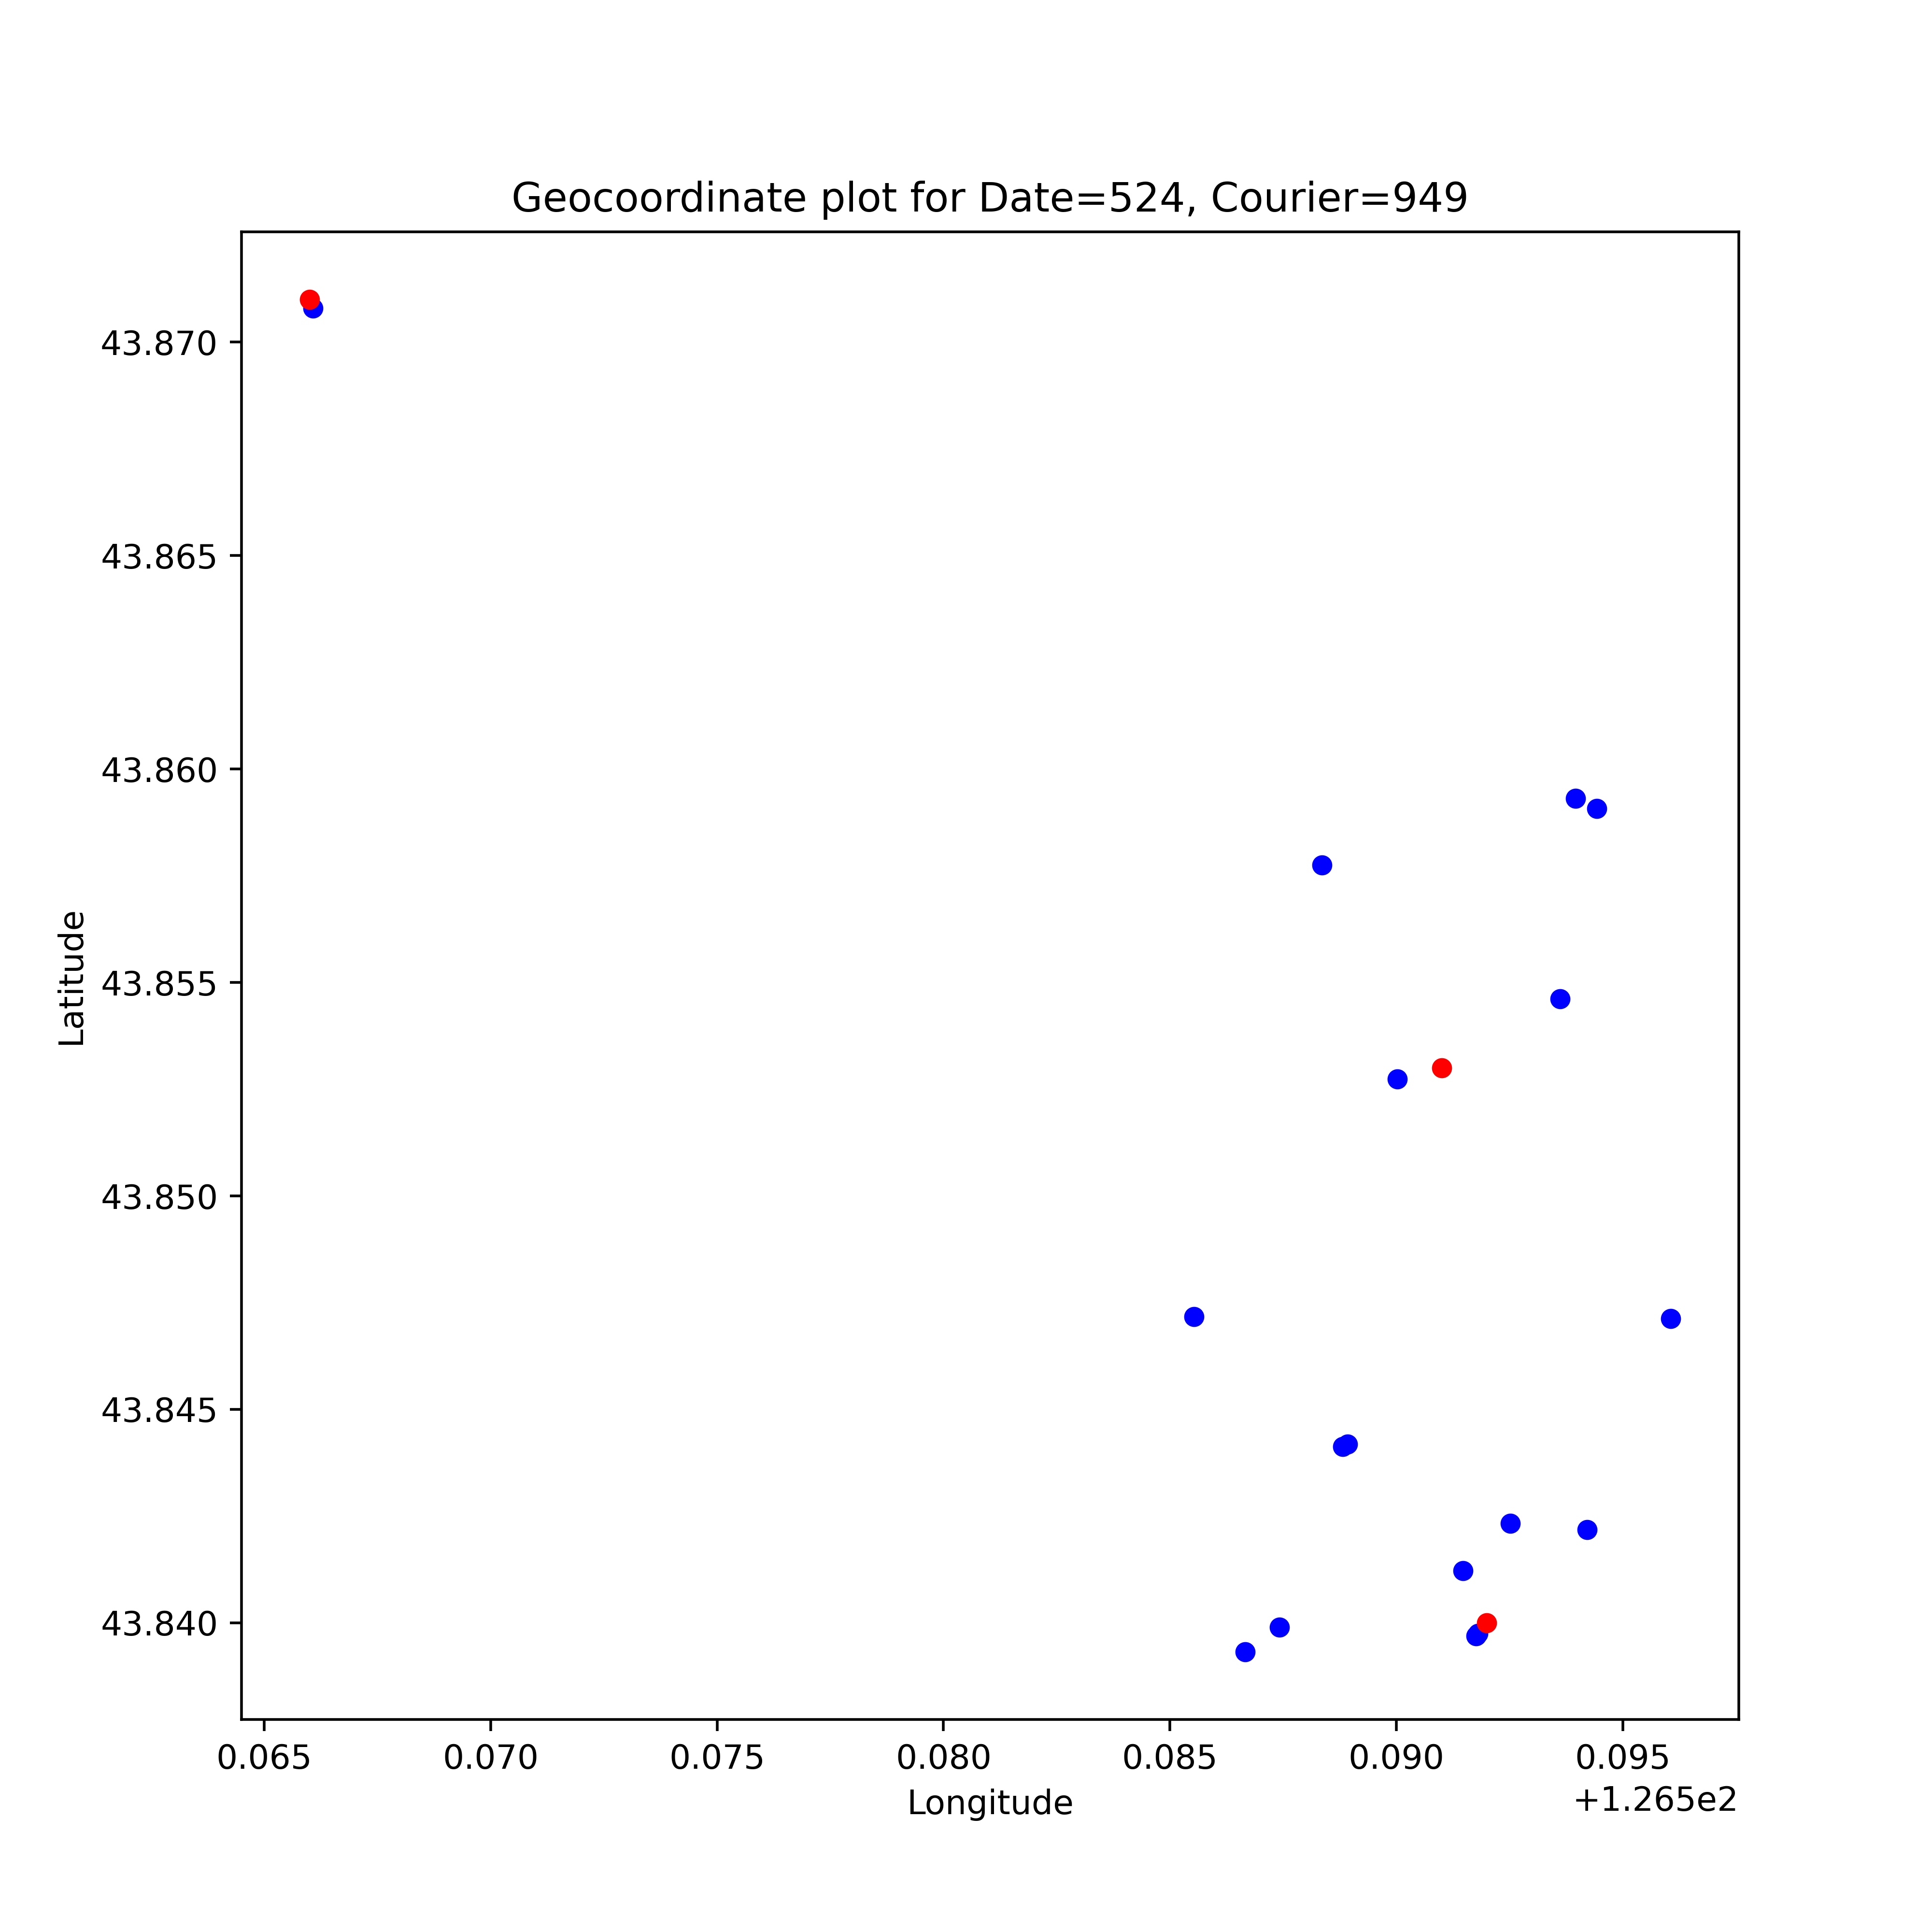 Geocoordinate plot for Date=524, Courier=949
43.870
43.865
43.860
43.855
43.850
43.845
43.840
Latitude
0.065 0.070 0.075 0.080 0.085 0.090 0.095
Longitude
+1.265e2